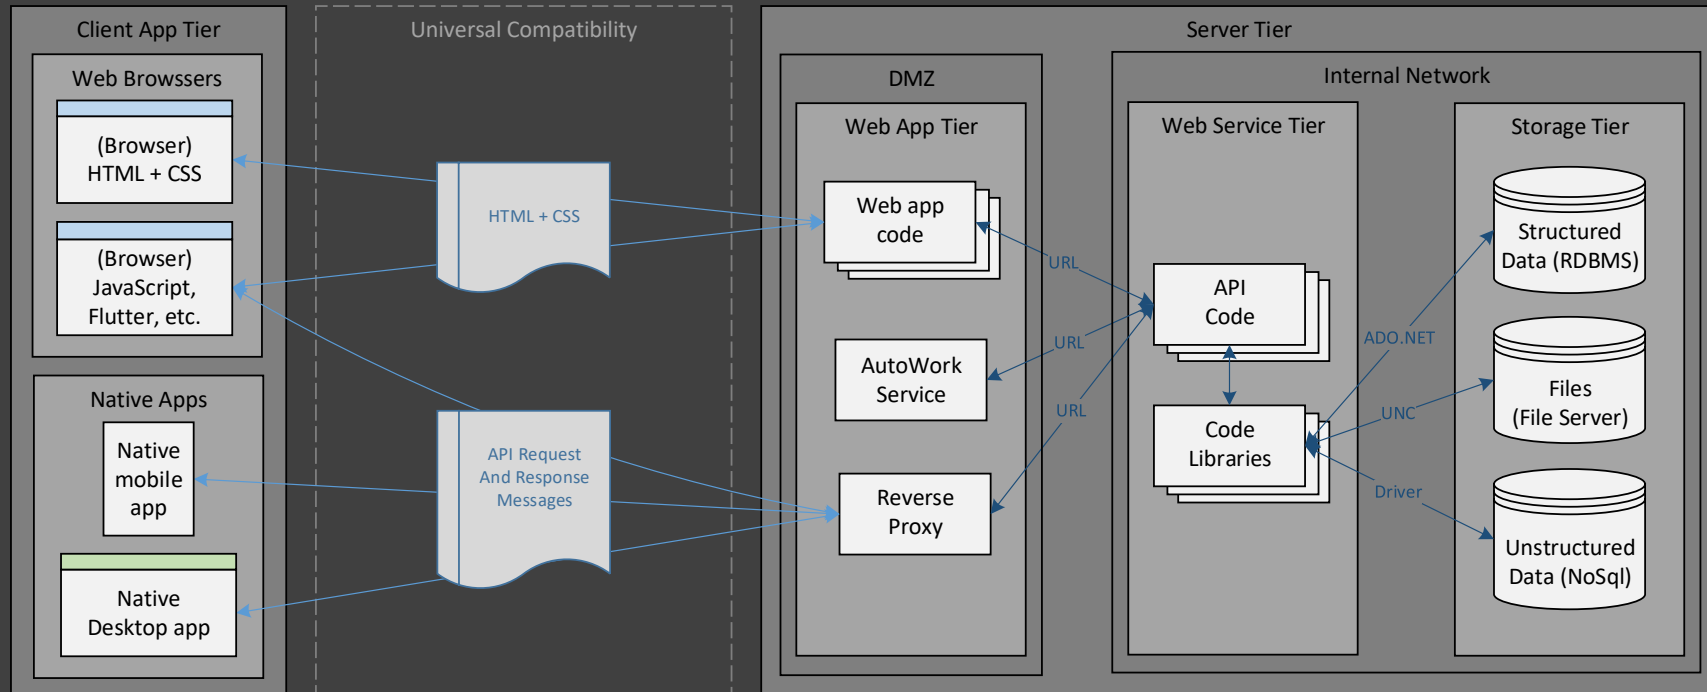 Client App Tier
Web Browssers
(Browser)
HTML + CSS
(Browser)
JavaScript,
Flutter, etc.
Native Apps
Native
mobile
app
Native
Desktop app
Universal Compatibility
HTML + CSS
API Request
And Response
Messages
Server Tier
DMZ
Web App Tier
Web app
code
AutoWork
Service
Reverse
Proxy
URL
URL
URL
Internal Network
Web Service Tier
API
Code
Code
Libraries
ADO.NET
UNC
Driver
Storage Tier
Structured
Data (RDBMS)
Files
(File Server)
Unstructured
Data (NoSql)